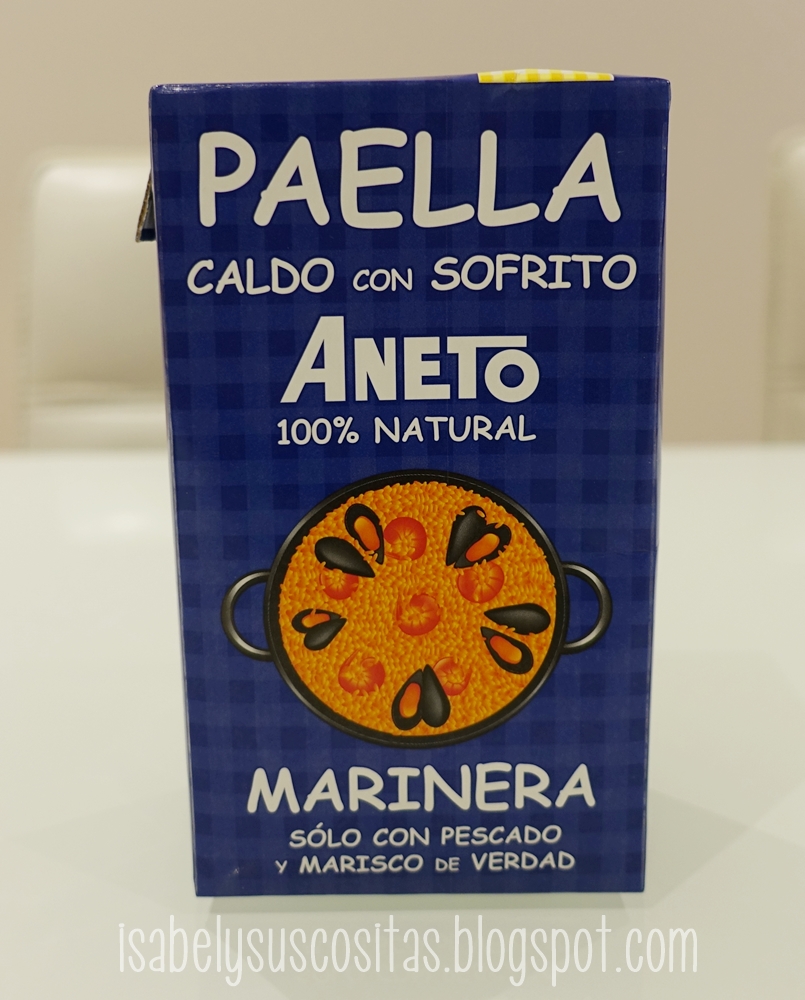 PAELLA
CALDO CON SOFRITO
ANETO
100% NATURAL
MARINERA
SÓLO CON PESCADO
Y MARISCO DE VERDAD
isabelysuscositas.blogspot.com